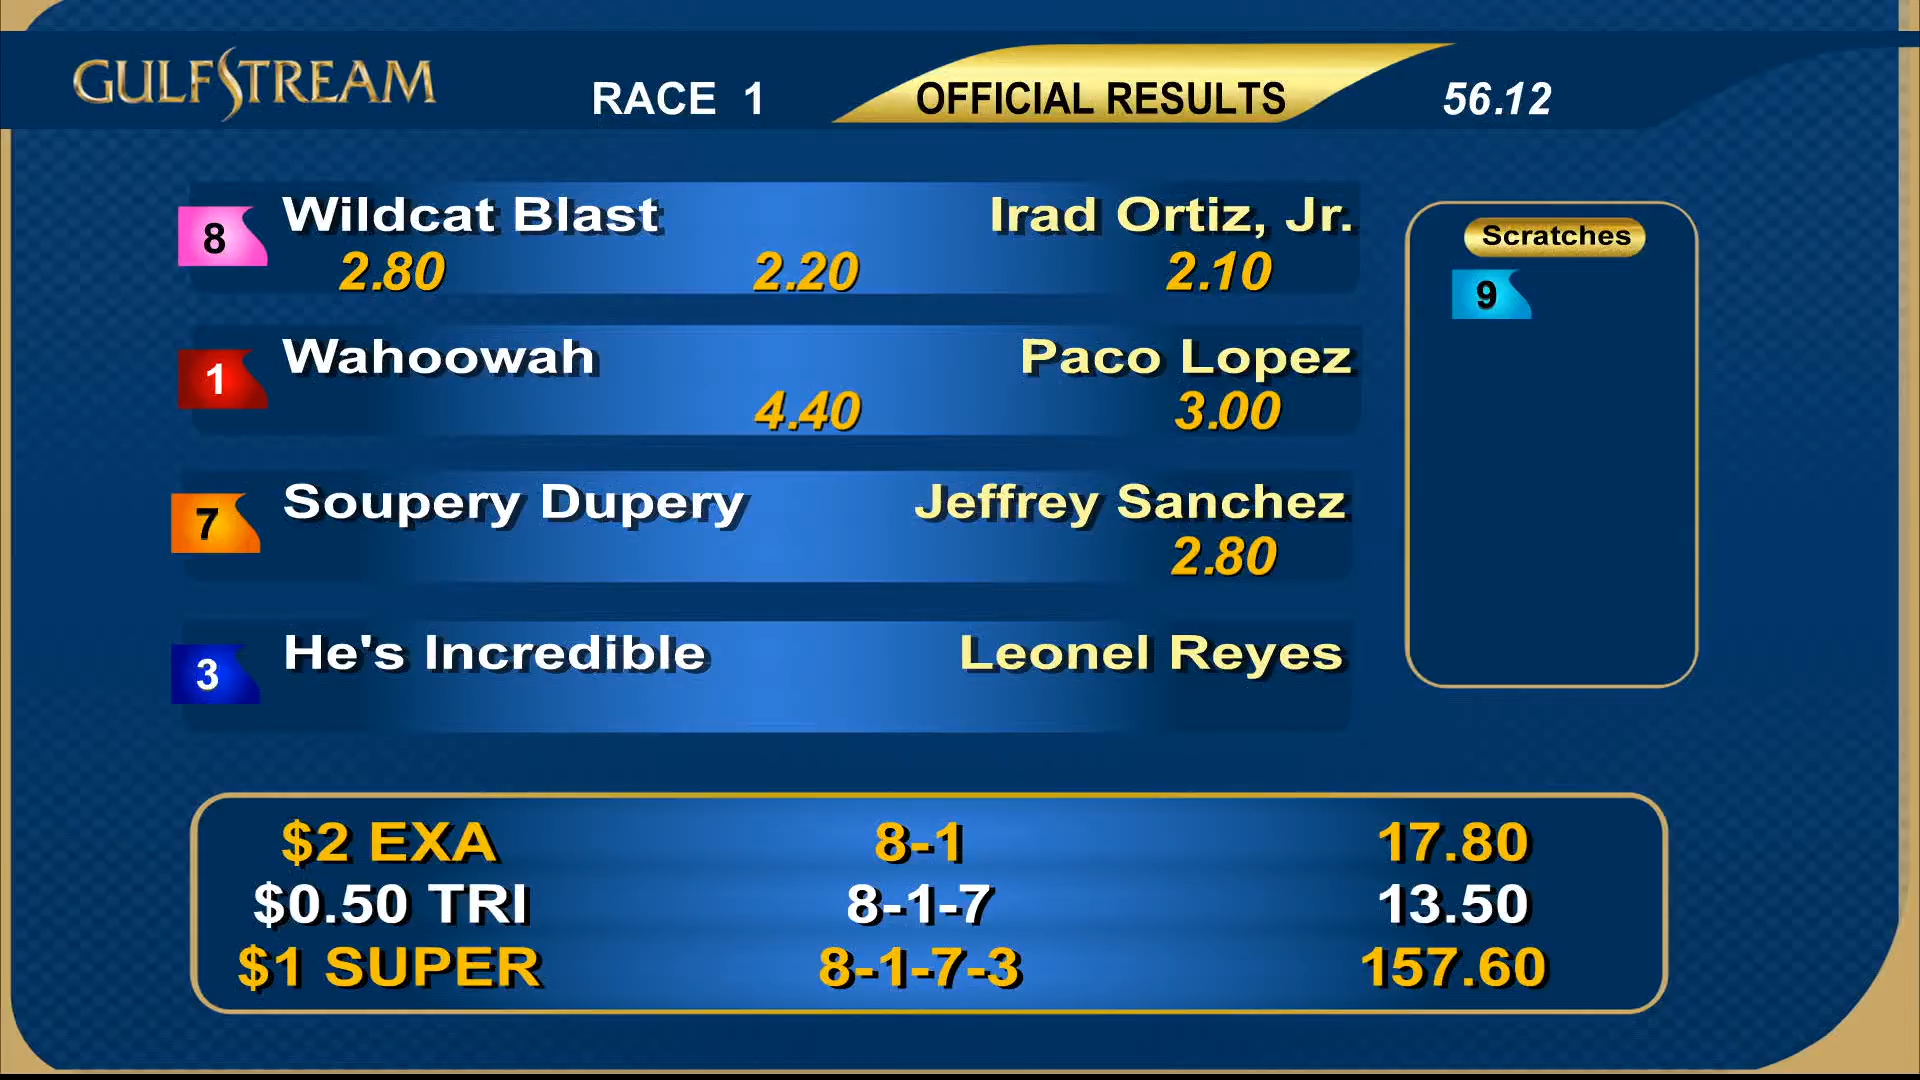 GULFSTREAM RACE 1 OFFICIAL RESULTS 56.12
8 Wildcat Blast Irad Ortiz, Jr.
2.80 2.20 2.10
1 Wahoowah Paco Lopez
4.40 3.00
7 Soupery Dupery Jeffrey Sanchez
2.80
3 He's Incredible Leonel Reyes
Scratches
9
$2 EXA 8-1 17.80
$0.50 TRI 8-1-7 13.50
$1 SUPER 8-1-7-3 157.60